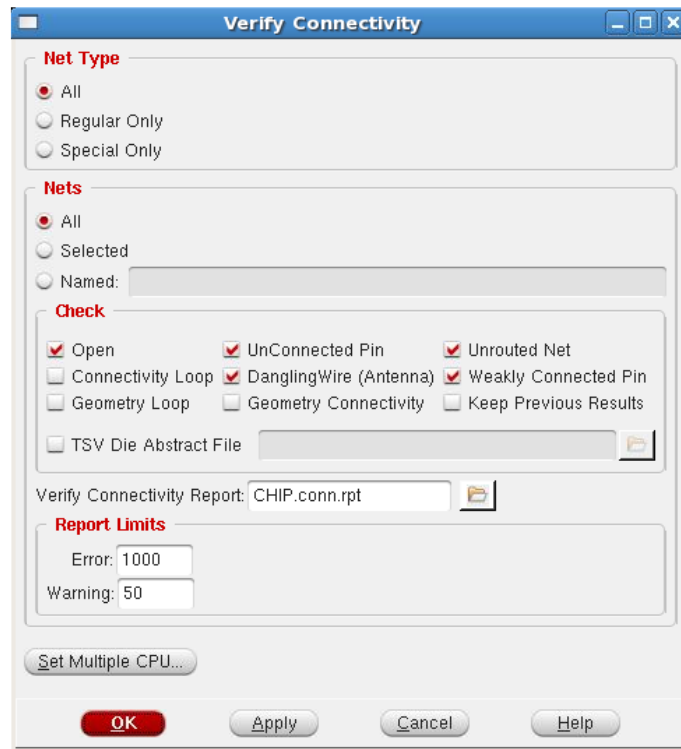 Verify Connectivity
Net Type
All
Regular Only
Special Only
Nets
All
Selected
Named:
Check
Open UnConnected Pin Unrouted Net
Connectivity Loop DanglingWire (Antenna) Weakly Connected Pin
Geometry Loop Geometry Connectivity Keep Previous Results
TSV Die Abstract File
Verify Connectivity Report: CHIP.conn.rpt
Report Limits
Error: 1000
Warning: 50
Set Multiple CPU...
OK Apply Cancel Help